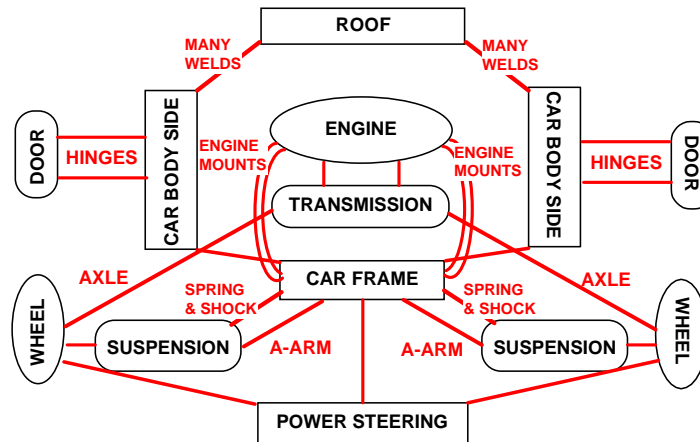 ROOF
MANY
WELDS
MANY
WELDS
DOOR
HINGES
CAR BODY SIDE
ENGINE
MOUNTS
ENGINE
ENGINE
MOUNTS
CAR BODY SIDE
HINGES
DOOR
TRANSMISSION
AXLE
SPRING
& SHOCK
CAR FRAME
SPRING
& SHOCK
AXLE
WHEEL
SUSPENSION
A-ARM
A-ARM
SUSPENSION
WHEEL
POWER STEERING